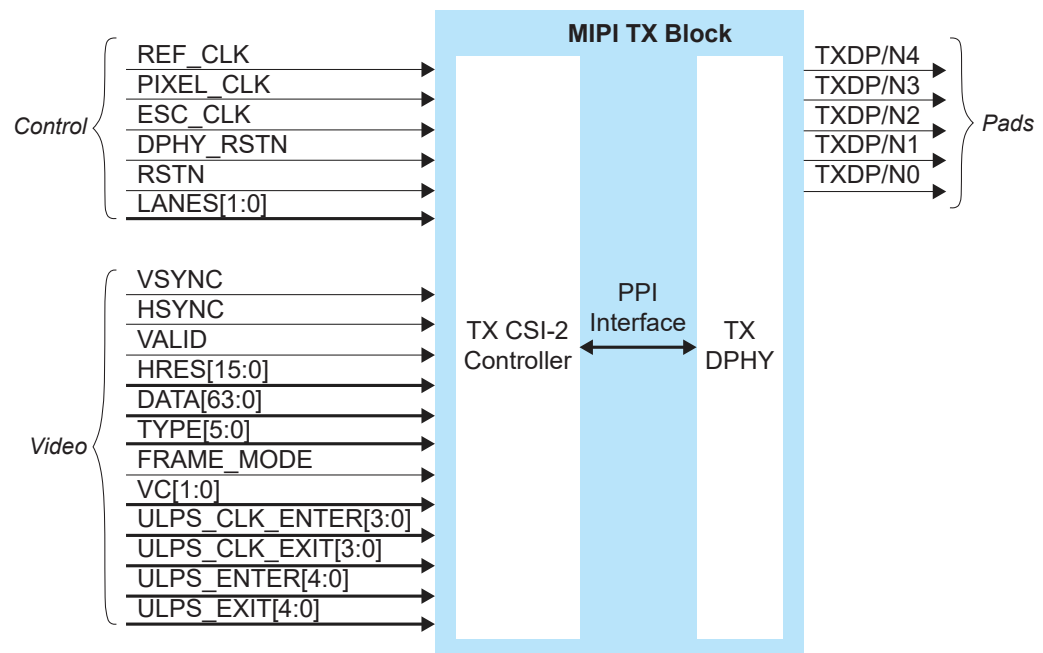 MIPI TX Block
Control
REF_CLK
PIXEL_CLK
ESC_CLK
DPHY_RSTN
RSTN
LANES[1:0]
Video
VSYNC
HSYNC
VALID
HRES[15:0]
DATA[63:0]
TYPE[5:0]
FRAME_MODE
VC[1:0]
ULPS_CLK_ENTER[3:0]
ULPS_CLK_EXIT[3:0]
ULPS_ENTER[4:0]
ULPS_EXIT[4:0]
TX CSI-2
Controller
PPI
Interface
TX
DPHY
TXDP/N4
TXDP/N3
TXDP/N2
TXDP/N1
TXDP/N0
Pads